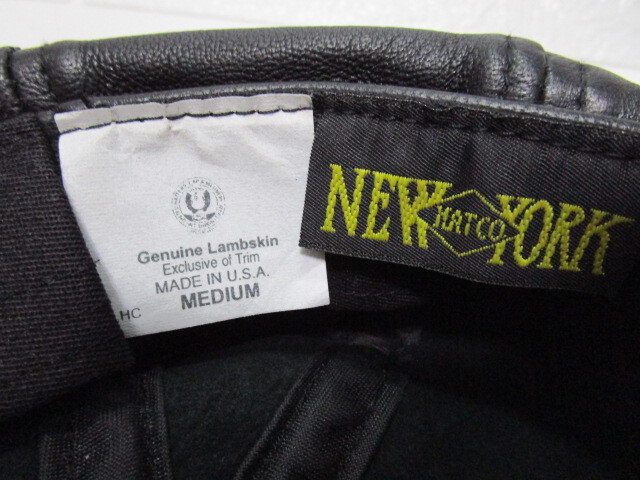 Genuine Lambskin
Exclusive of Trim
MADE IN U.S.A.
MEDIUM
HC
NEW HATCO YORK